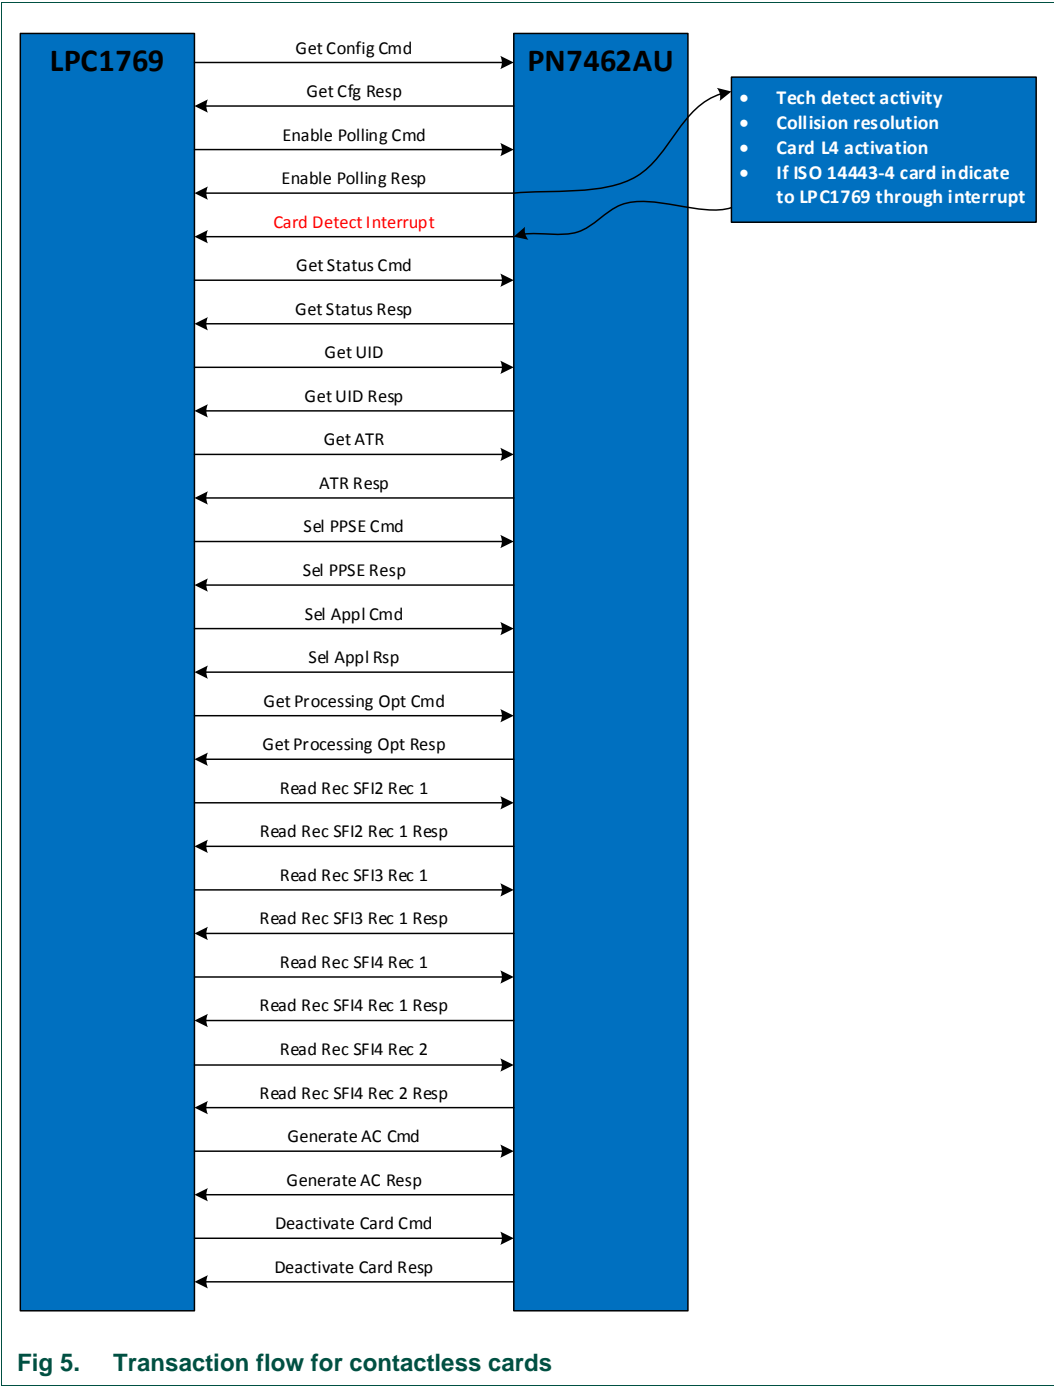 LPC1769
PN7462AU
Get Config Cmd
Get Cfg Resp
Enable Polling Cmd
Enable Polling Resp
Card Detect Interrupt
• Tech detect activity
• Collision resolution
• Card L4 activation
• If ISO 14443-4 card indicate
to LPC1769 through interrupt
Get Status Cmd
Get Status Resp
Get UID
Get UID Resp
Get ATR
ATR Resp
Sel PPSE Cmd
Sel PPSE Resp
Sel Appl Cmd
Sel Appl Rsp
Get Processing Opt Cmd
Get Processing Opt Resp
Read Rec SFI2 Rec 1
Read Rec SFI2 Rec 1 Resp
Read Rec SFI3 Rec 1
Read Rec SFI3 Rec 1 Resp
Read Rec SFI4 Rec 1
Read Rec SFI4 Rec 1 Resp
Read Rec SFI4 Rec 2
Read Rec SFI4 Rec 2 Resp
Generate AC Cmd
Generate AC Resp
Deactivate Card Cmd
Deactivate Card Resp
Fig 5. Transaction flow for contactless cards